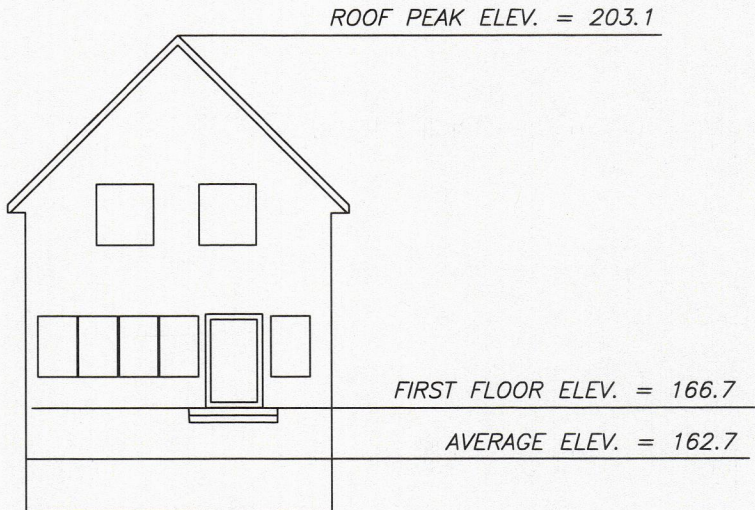 ROOF PEAK ELEV. = 203.1
FIRST FLOOR ELEV. = 166.7
AVERAGE ELEV. = 162.7